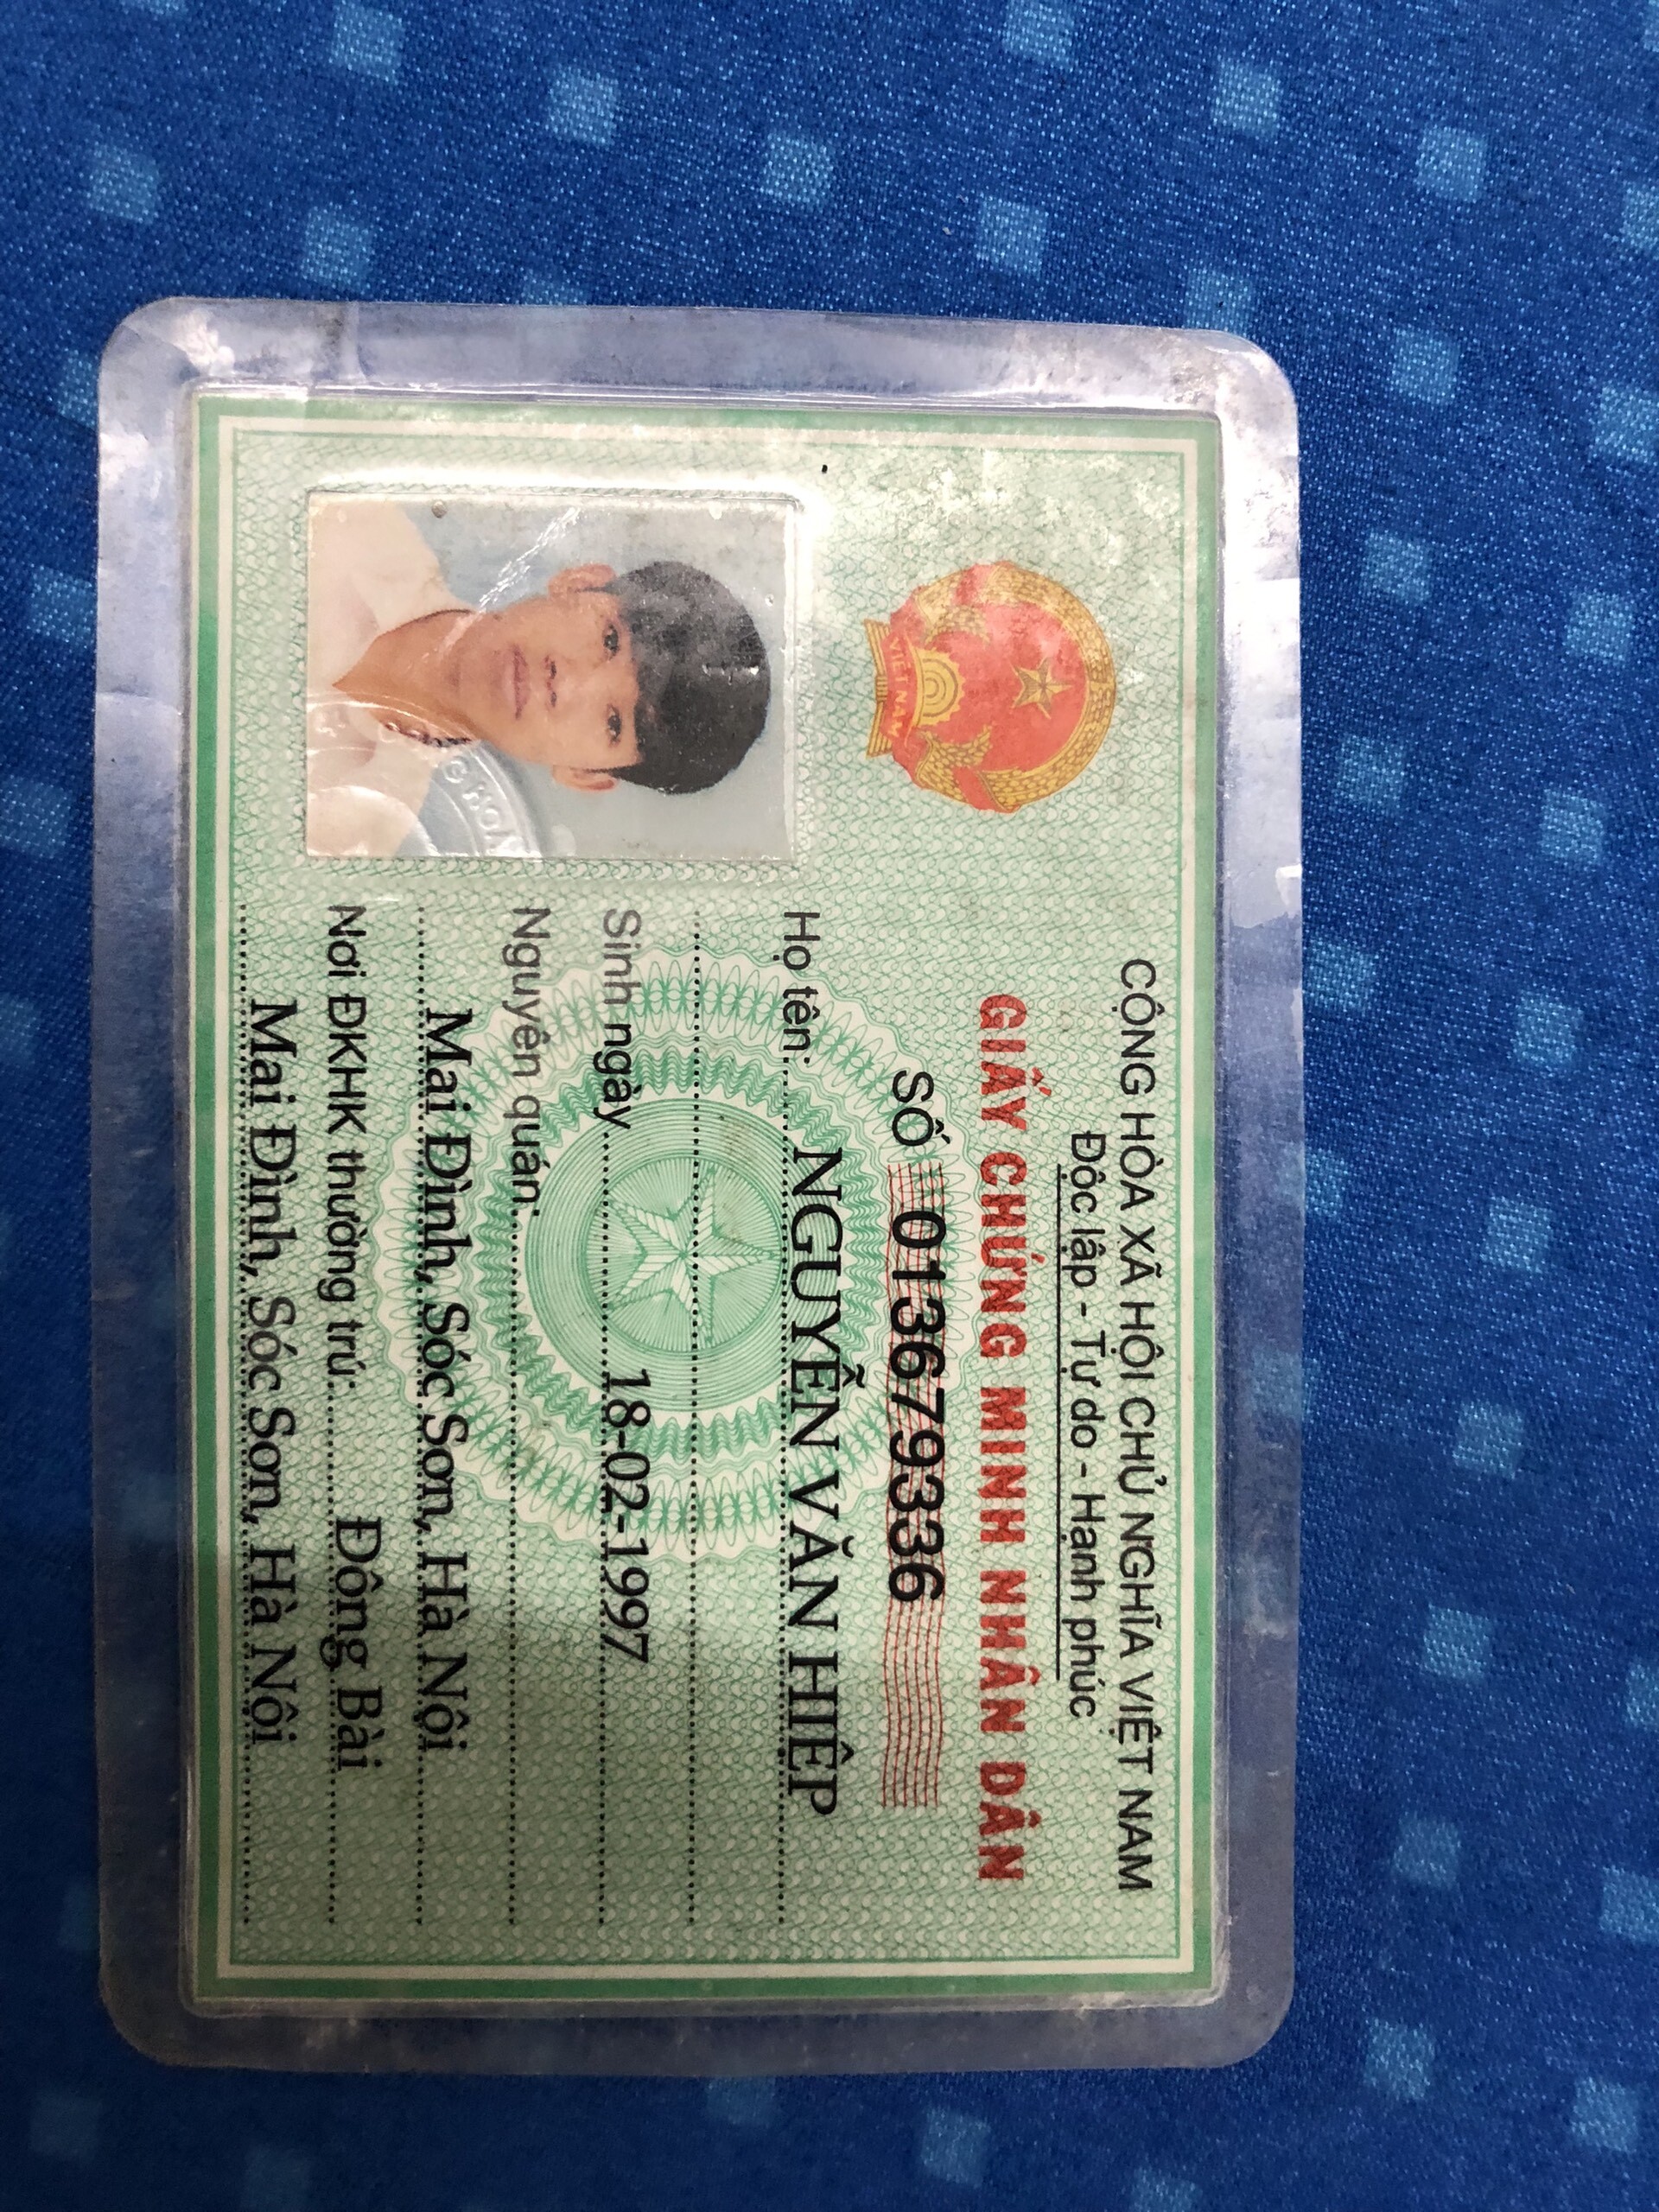 CỘNG HÒA XÃ HỘI CHỦ NGHĨA VIỆT NAM
Độc lập - Tự do - Hạnh phúc
GIẤY CHỨNG MINH NHÂN DÂN
SỐ 013679336
Họ tên: NGUYỄN VĂN HIỆP
Sinh ngày 18-02-1997
Nguyên quán
Mai Đình, Sóc Sơn, Hà Nội
Nơi ĐKHK thường trú: Đông Bài
Mai Đình, Sóc Sơn, Hà Nội
VIỆT NAM